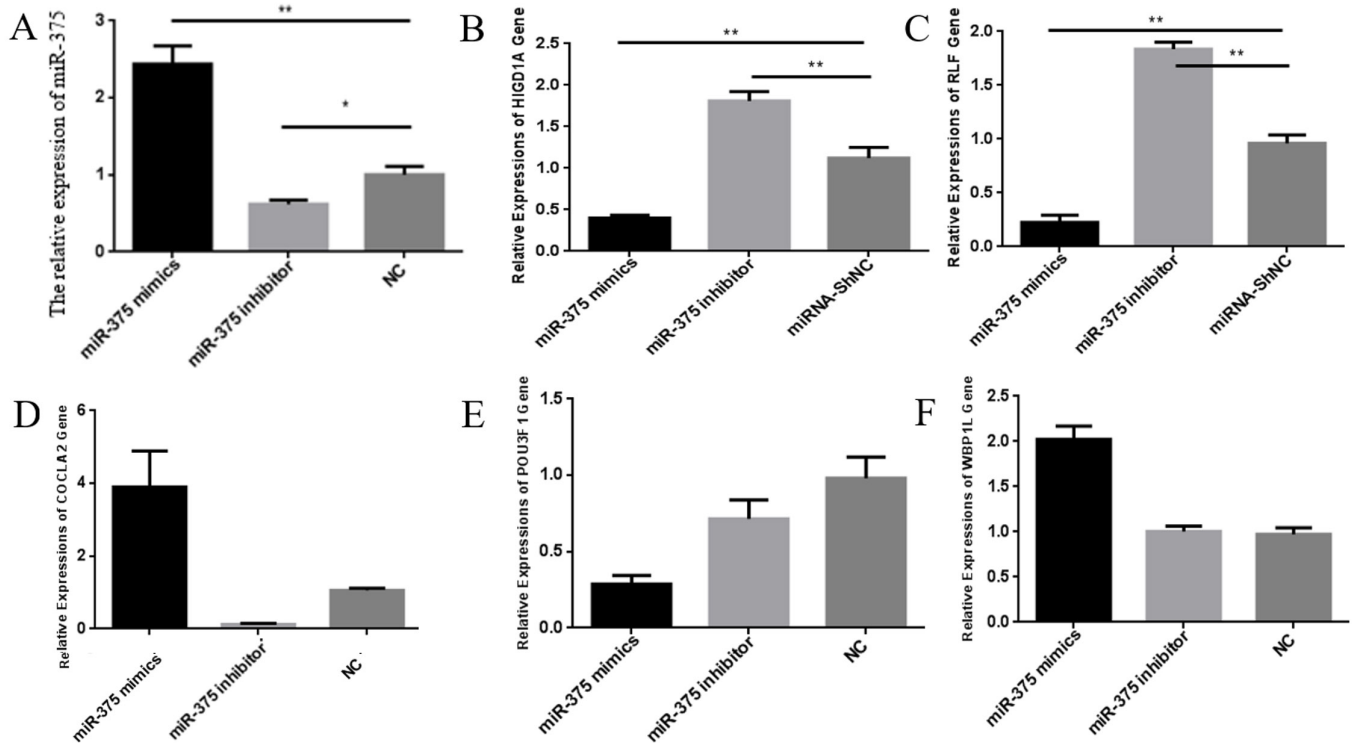 A
The relative expression of miR-375
3
2
1
0
**
*
miR-375 mimics
miR-375 inhibitor
NC
B
Relative Expressions of HIGD1A Gene
2.5
2.0
1.5
1.0
0.5
0.0
**
**
miR-375 mimics
miR-375 inhibitor
miRNA-ShNC
C
Relative Expressions of RLF Gene
2.0
1.5
1.0
0.5
0.0
**
**
miR-375 mimics
miR-375 inhibitor
miRNA-ShNC
D
Relative Expressions of COCLA2 Gene
6
4
2
0
miR-375 mimics
miR-375 inhibitor
NC
E
Relative Expressions of POU3F1 Gene
1.5
1.0
0.5
0.0
miR-375 mimics
miR-375 inhibitor
NC
F
Relative Expressions of WBP1L Gene
2.5
2.0
1.5
1.0
0.5
0.0
miR-375 mimics
miR-375 inhibitor
NC